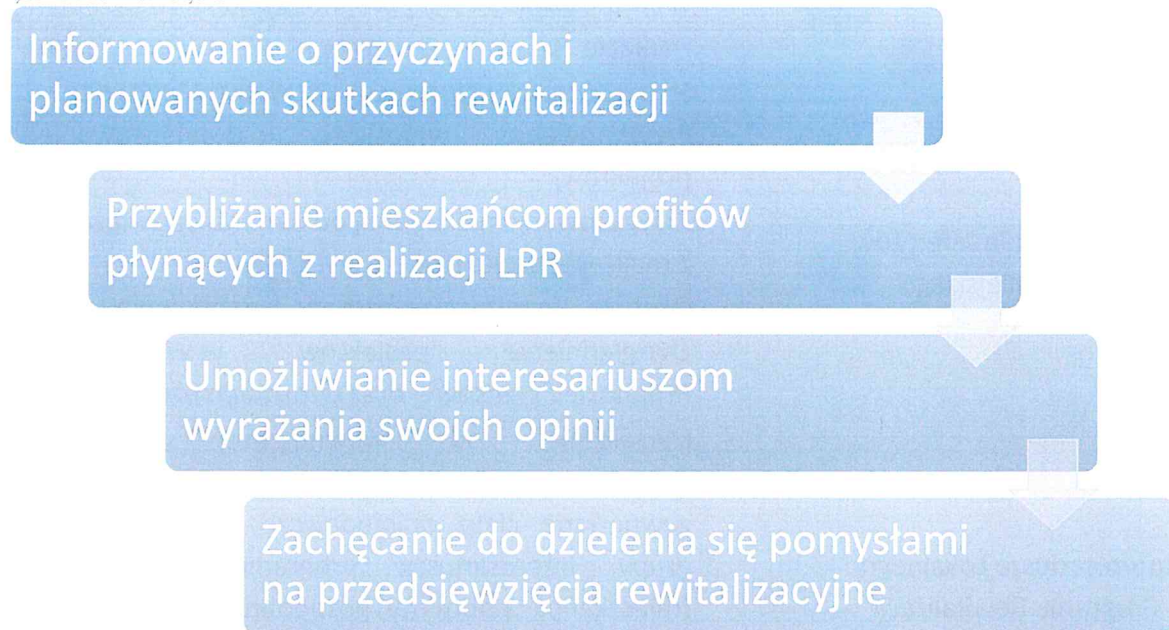 Informowanie o przyczynach i
planowanych skutkach rewitalizacji
Przybliżanie mieszkańcom profitów
płynących z realizacji LPR
Umożliwianie interesariuszom
wyrażania swoich opinii
Zachęcanie do dzielenia się pomysłami
na przedsięwzięcia rewitalizacyjne